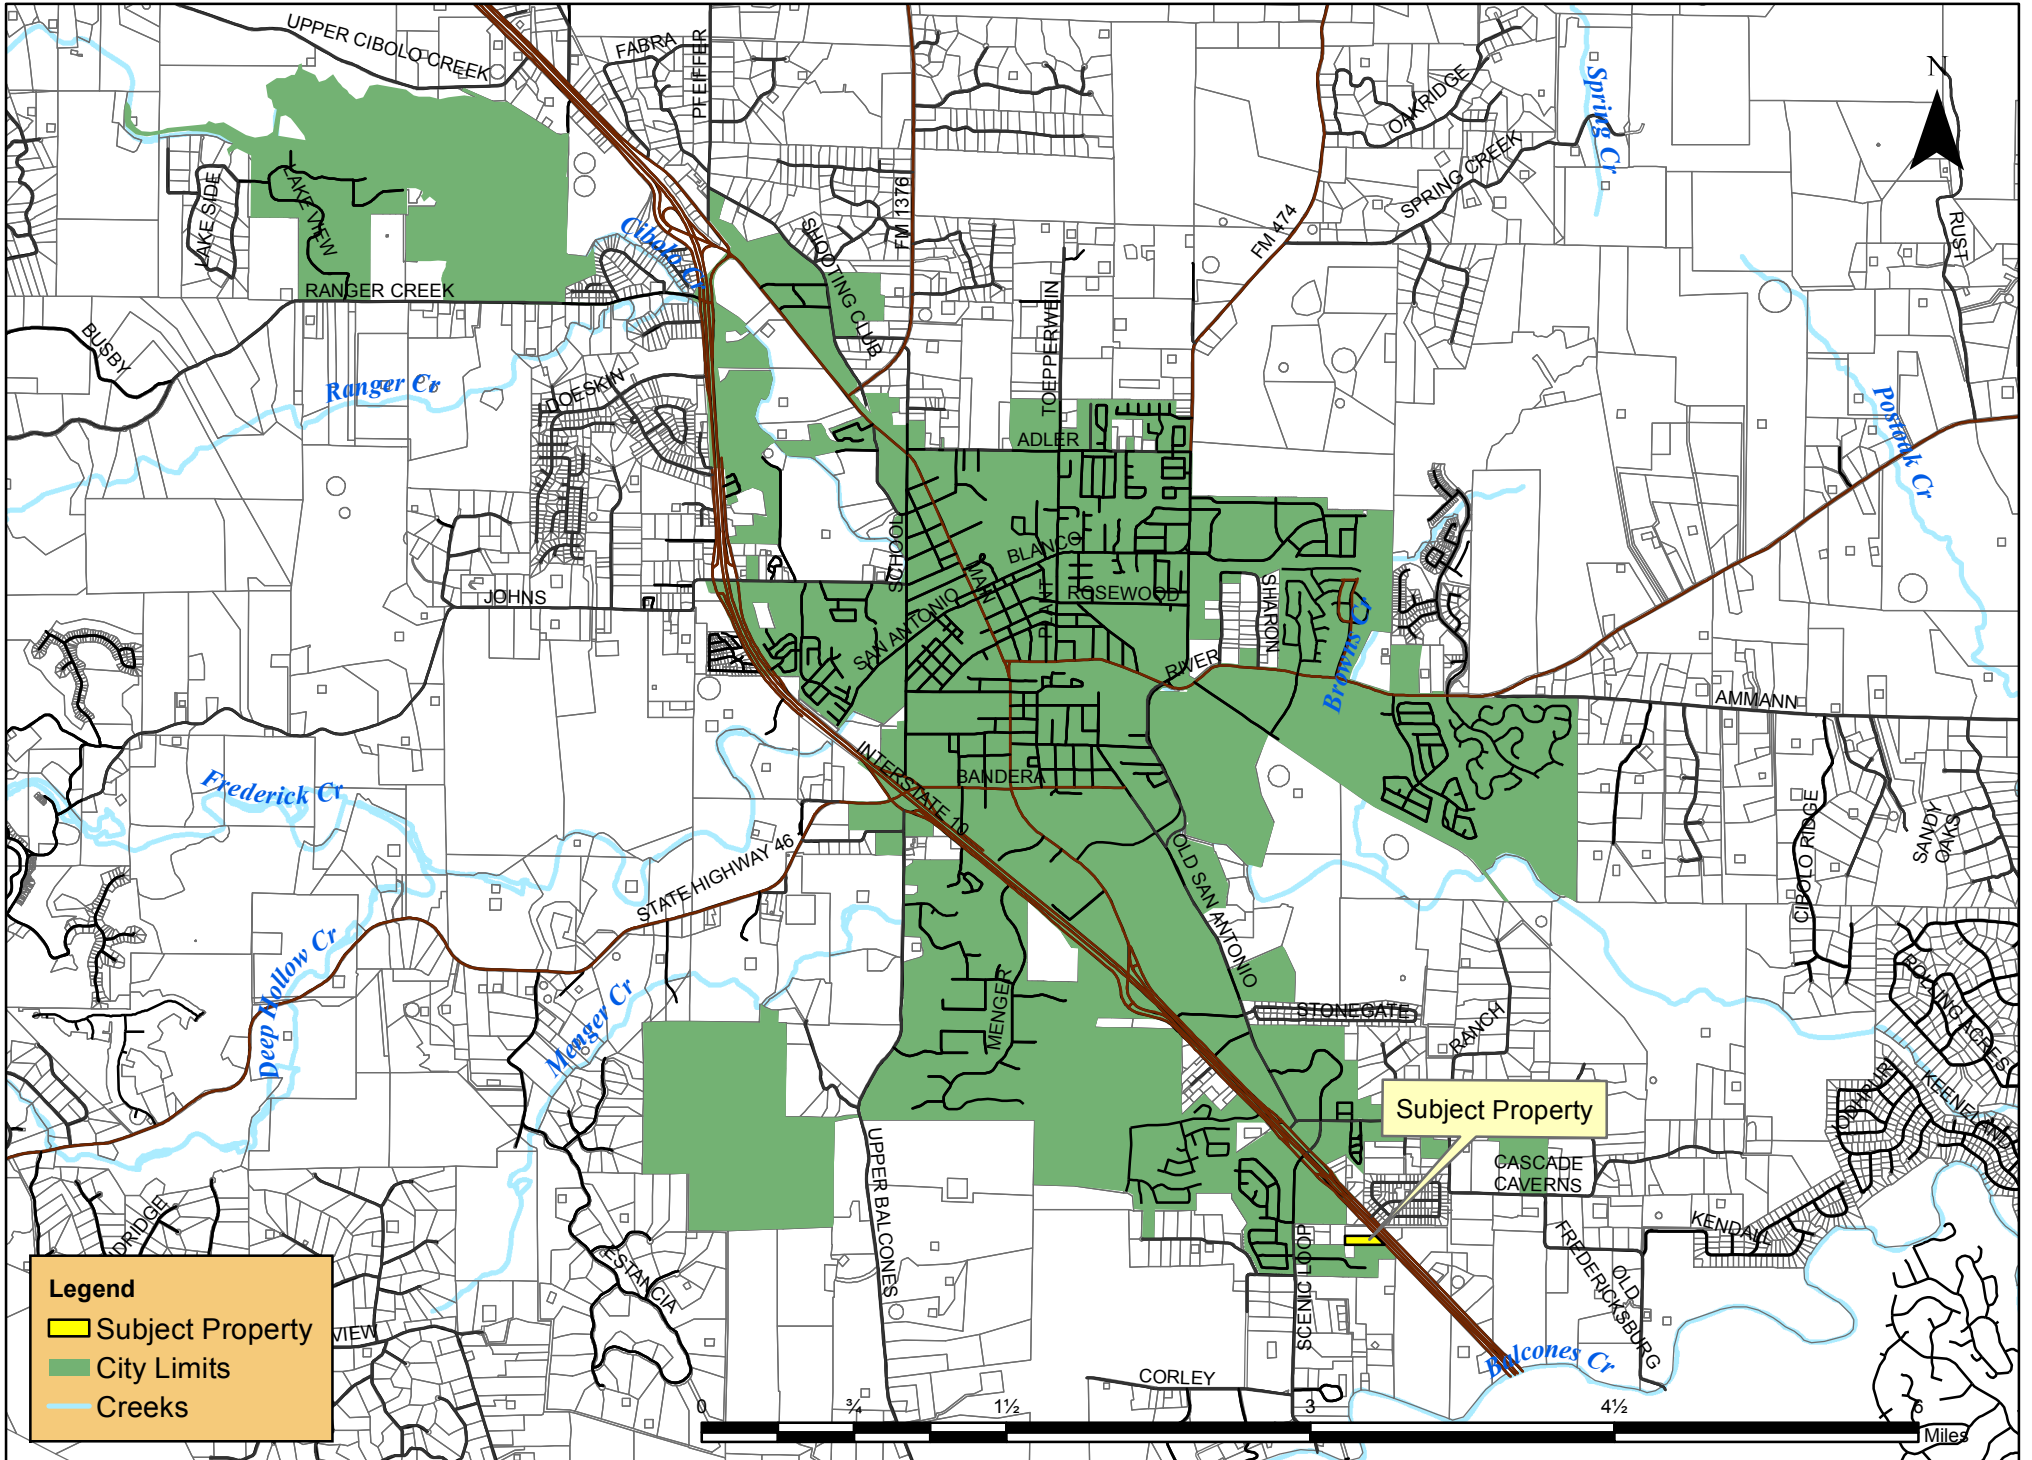 UPPER CIBOLO CREEK
FABRA
PFEIFFER
FM 1376
OAKRIDGE
Spring Cr
N
SPRING CREEK
FM 474
RUST
LAKE SIDE
LAKE VIEW
Cibolo Cr
SHOOTING CLUB
RANGER CREEK
TOEPPERWEIN
BUSBY
Ranger Cr
DOESKIN
Postoak Cr
ADLER
SCHOOL
BLANCO
MAIN
PLANT
ROSEWOOD
SHARON
JOHNS
SAN ANTONIO
Browns Cr
RIVER
AMMANN
INTERSTATE 10
BANDERA
Frederick Cr
STATE HIGHWAY 46
OLD SAN ANTONIO
CIBOLO RIDGE
SANDY
OAKS
Deep Hollow Cr
Menger Cr
MENGER
STONEGATE
RANCH
ROLLING ACRES
JODHPUR
KEENELAND
Subject Property
CASCADE
CAVERNS
UPPER BALCONES
KENDALL
OLD
FREDERICKSBURG
SCENIC LOOP
ESTANCIA
DRIDGE
VIEW
Balcones Cr
CORLEY
Legend
Subject Property
City Limits
Creeks
0 ¾ 1½ 3 4½ 6
Miles